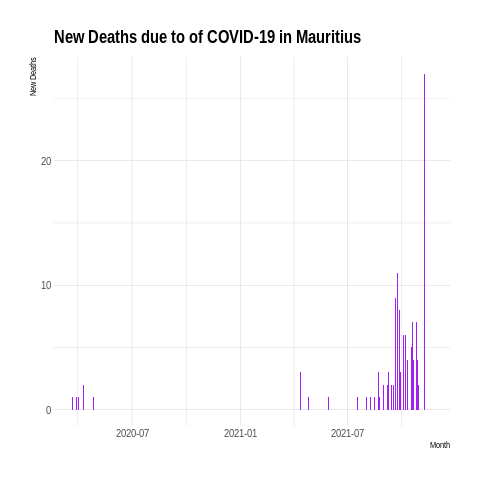 New Deaths due to of COVID-19 in Mauritius
New Deaths
20
10
0
2020-07
2021-01
2021-07
Month